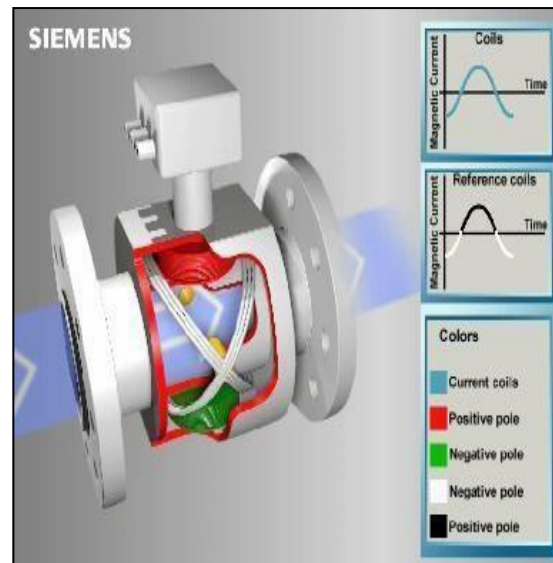 SIEMENS
Coils
Magnetic Current
Time
Reference coils
Magnetic Current
Time
Colors
Current coils
Positive pole
Negative pole
Negative pole
Positive pole